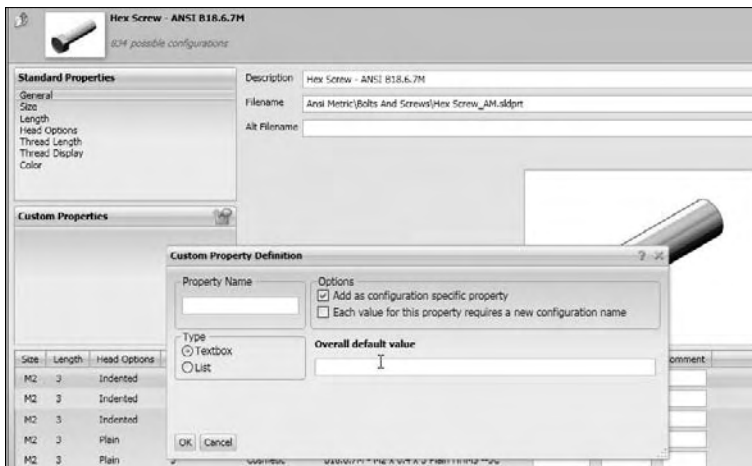 Hex Screw - ANSI B18.6.7M
834 possible configurations
Standard Properties
General
Size
Length
Head Options
Thread Length
Thread Display
Color
Description
Hex Screw - ANSI B18.6.7M
Filename
Ansi Metric\Bolts And Screws\Hex Screw_AM.sldprt
Alt Filename
Custom Properties
Custom Property Definition
Property Name
Options
Add as configuration specific property
Each value for this property requires a new configuration name
Type
Textbox
List
Overall default value
OK Cancel
Size Length Head Options
M2 3 Indented
M2 3 Indented
M2 3 Indented
M2 3 Plain
M2 3 Plain